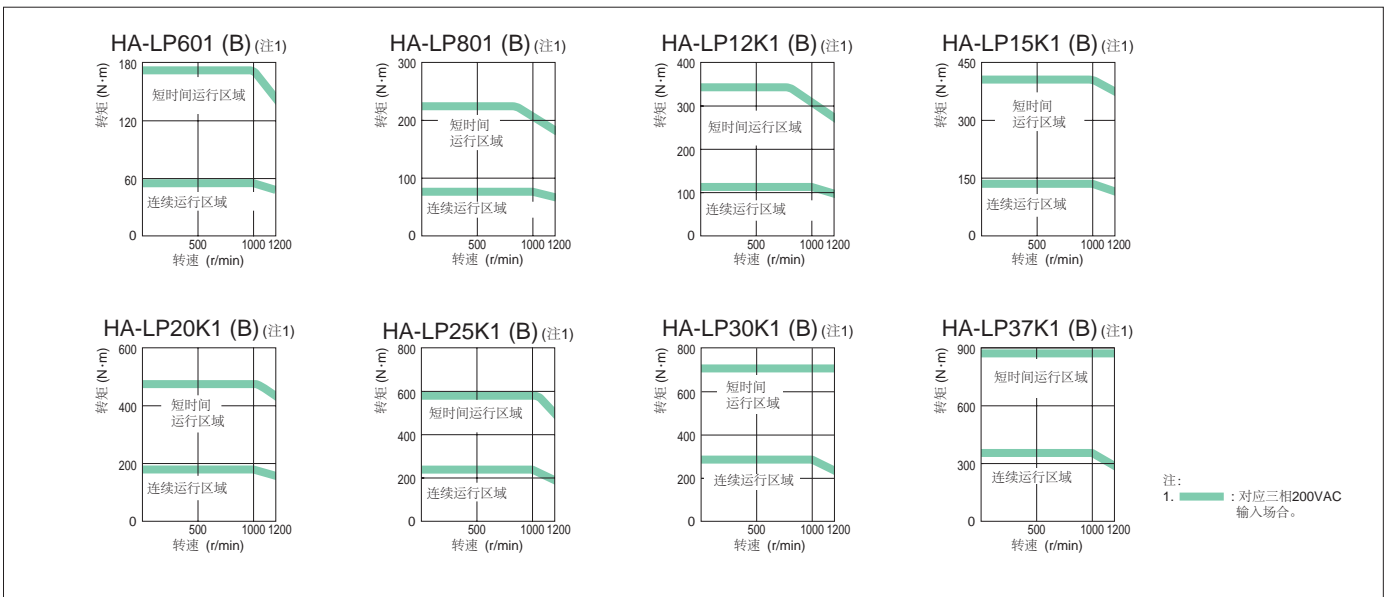 HA-LP601 (B) (注1)
转矩 (N·m)
180
120
60
0
短时间运行区域
连续运行区域
500 1000 1200
转速 (r/min)
HA-LP801 (B) (注1)
转矩 (N·m)
300
200
100
0
短时间
运行区域
连续运行区域
500 1000 1200
转速 (r/min)
HA-LP12K1 (B) (注1)
转矩 (N·m)
400
300
200
100
0
短时间运行区域
连续运行区域
500 1000 1200
转速 (r/min)
HA-LP15K1 (B) (注1)
转矩 (N·m)
450
300
150
0
短时间
运行区域
连续运行区域
500 1000 1200
转速 (r/min)
HA-LP20K1 (B) (注1)
转矩 (N·m)
600
400
200
0
短时间
运行区域
连续运行区域
500 1000 1200
转速 (r/min)
HA-LP25K1 (B) (注1)
转矩 (N·m)
800
600
400
200
0
短时间运行区域
连续运行区域
500 1000 1200
转速 (r/min)
HA-LP30K1 (B) (注1)
转矩 (N·m)
800
600
400
200
0
短时间
运行区域
连续运行区域
500 1000 1200
转速 (r/min)
HA-LP37K1 (B) (注1)
转矩 (N·m)
900
600
300
0
短时间运行区域
连续运行区域
500 1000 1200
转速 (r/min)
注:
1. : 对应三相200VAC
输入场合。